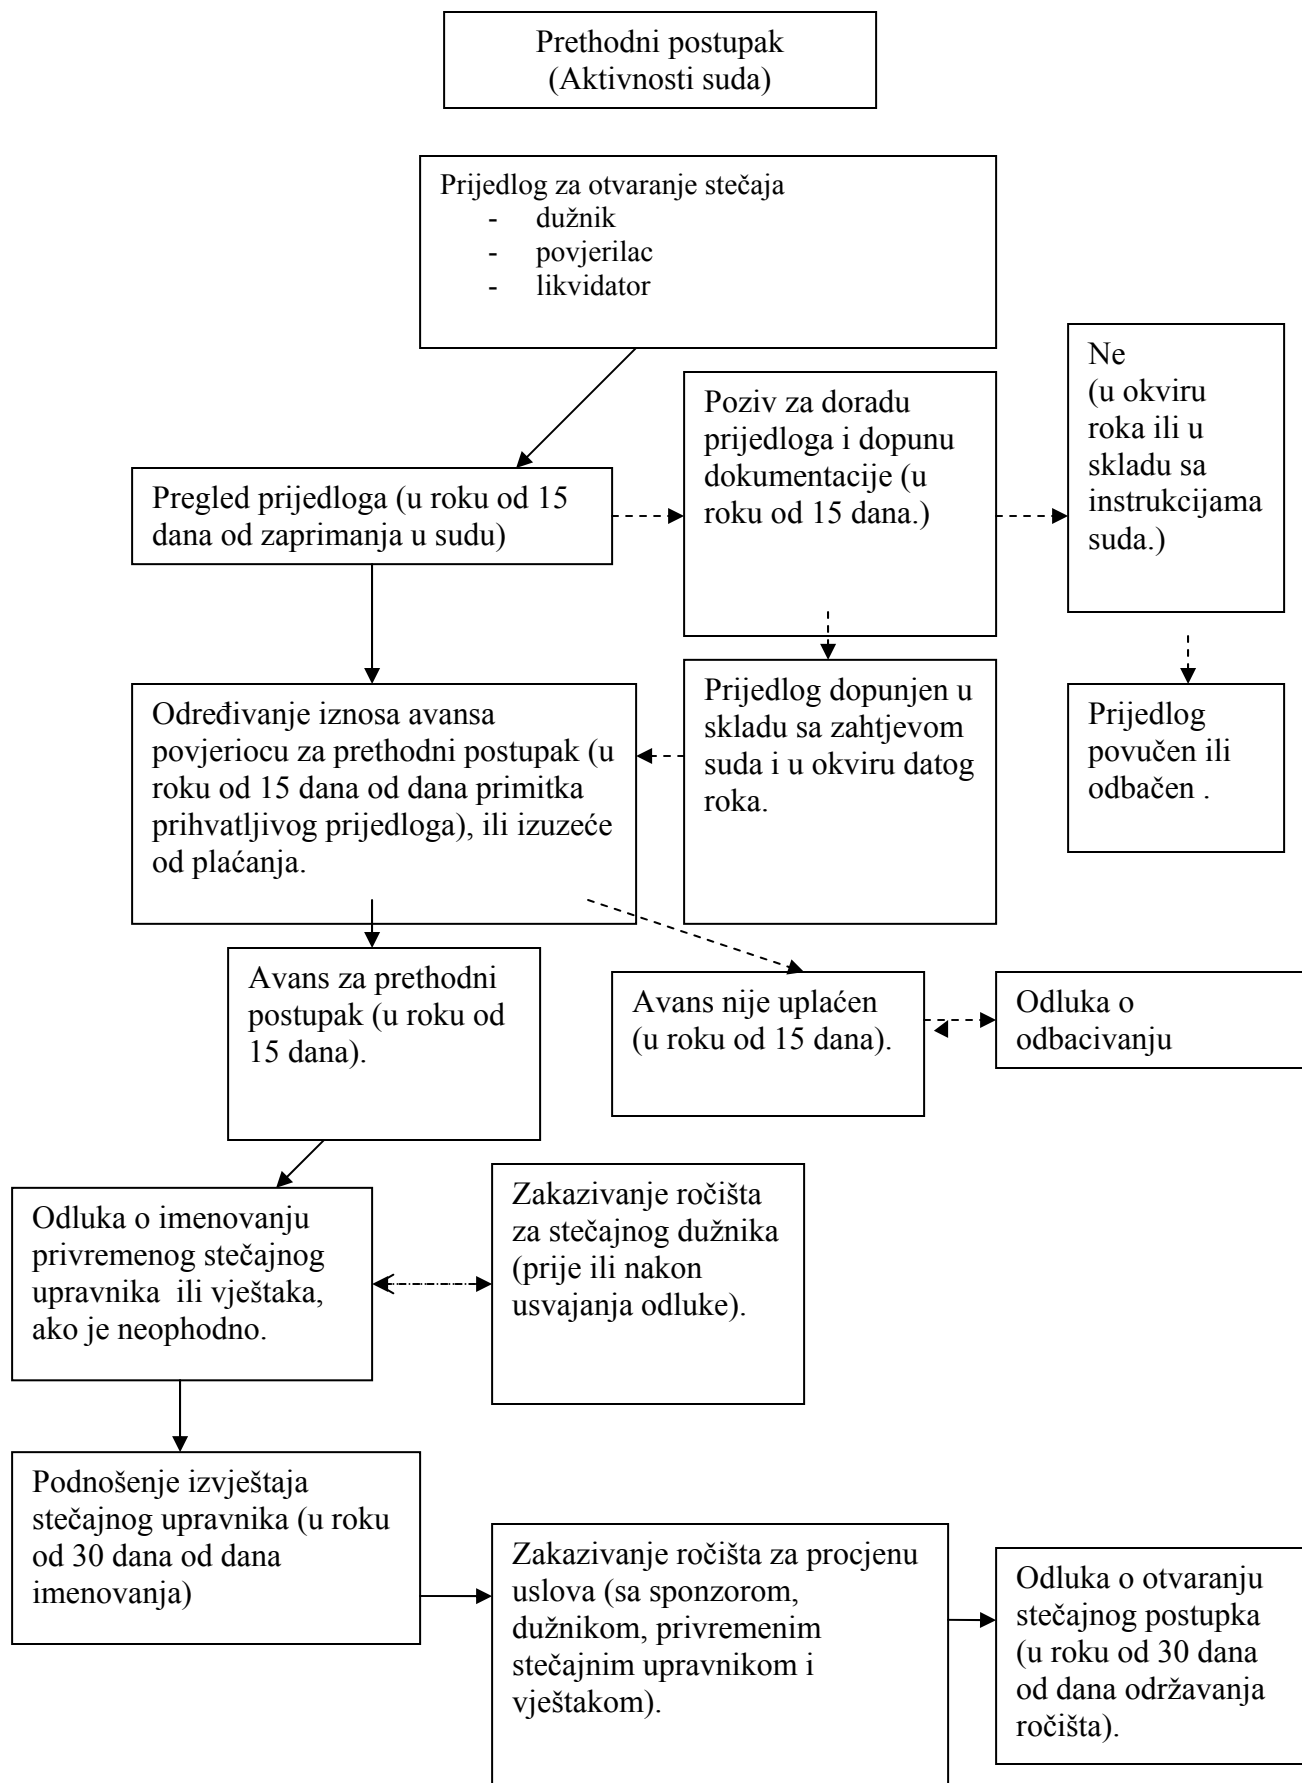 Prethodni postupak
(Aktivnosti suda)
Prijedlog za otvaranje stečaja
- dužnik
- povjerilac
- likvidator
Ne
(u okviru
roka ili u
skladu sa
instrukcijama
suda.)
Poziv za doradu
prijedloga i dopunu
dokumentacije (u
roku od 15 dana.)
Pregled prijedloga (u roku od 15
dana od zaprimanja u sudu)
Prijedlog dopunjen u
skladu sa zahtjevom
suda i u okviru datog
roka.
Prijedlog
povučen ili
odbačen .
Određivanje iznosa avansa
povjeriocu za prethodni postupak (u
roku od 15 dana od dana primitka
prihvatljivog prijedloga), ili izuzeće
od plaćanja.
Avans za prethodni
postupak (u roku od
15 dana).
Avans nije uplaćen
(u roku od 15 dana).
Odluka o
odbacivanju
Zakazivanje ročišta
za stečajnog dužnika
(prije ili nakon
usvajanja odluke).
Odluka o imenovanju
privremenog stečajnog
upravnika  ili vještaka,
ako je neophodno.
Podnošenje izvještaja
stečajnog upravnika (u roku
od 30 dana od dana
imenovanja)
Zakazivanje ročišta za procjenu
uslova (sa sponzorom,
dužnikom, privremenim
stečajnim upravnikom i
vještakom).
Odluka o otvaranju
stečajnog postupka
(u roku od 30 dana
od dana održavanja
ročišta).